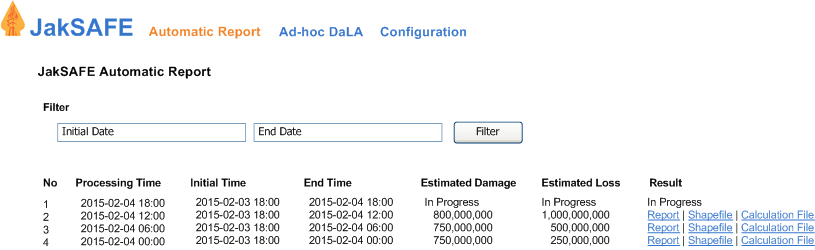 JakSAFE Automatic Report Ad-hoc DaLA Configuration
JakSAFE Automatic Report
Filter
Initial Date End Date Filter
No Processing Time Initial Time End Time Estimated Damage Estimated Loss Result
1 2015-02-04 18:00 2015-02-03 18:00 2015-02-04 18:00 In Progress In Progress In Progress
2 2015-02-04 12:00 2015-02-03 18:00 2015-02-04 12:00 800,000,000 1,000,000,000 Report | Shapefile | Calculation File
3 2015-02-04 06:00 2015-02-03 18:00 2015-02-04 06:00 750,000,000 500,000,000 Report | Shapefile | Calculation File
4 2015-02-04 00:00 2015-02-03 18:00 2015-02-04 00:00 750,000,000 250,000,000 Report | Shapefile | Calculation File